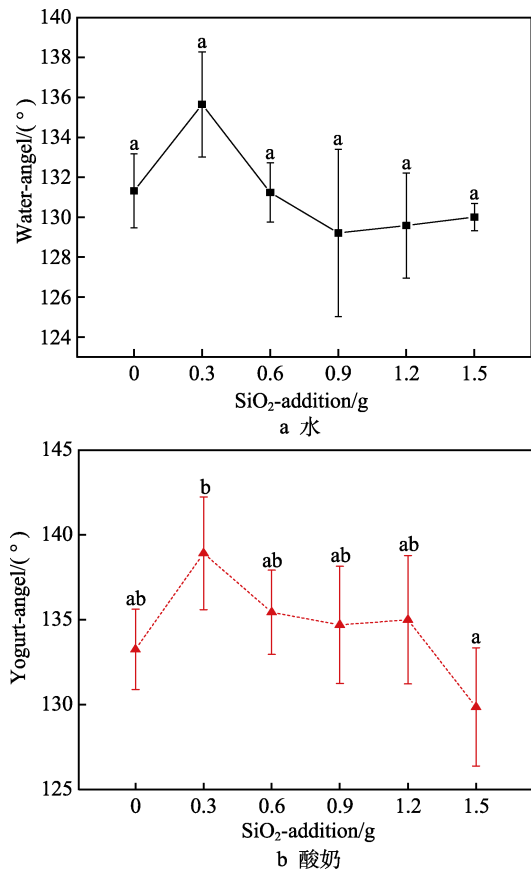 140
138
136
134
132
130
128
126
124
Water-angel/(°)
a
a
a
a
a
a
0
0.3
0.6
0.9
1.2
1.5
SiO₂-addition/g
a 水
145
140
135
130
125
Yogurt-angel/(°)
ab
b
ab
ab
ab
a
0
0.3
0.6
0.9
1.2
1.5
SiO₂-addition/g
b 酸奶